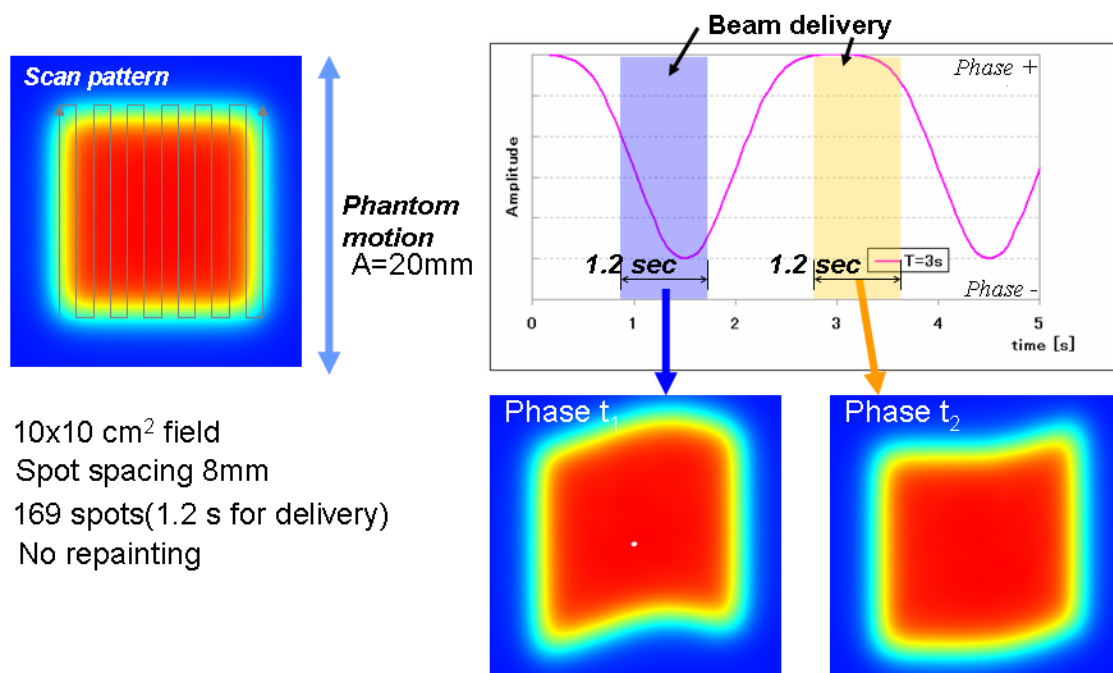 Beam delivery
Scan pattern
Phantom
motion
A=20mm
Phase +
Amplitude
1.2 sec
1.2 sec
T=3s
Phase -
0 1 2 3 4 5
time [s]
10x10 cm² field
Spot spacing 8mm
169 spots(1.2 s for delivery)
No repainting
Phase t₁
Phase t₂